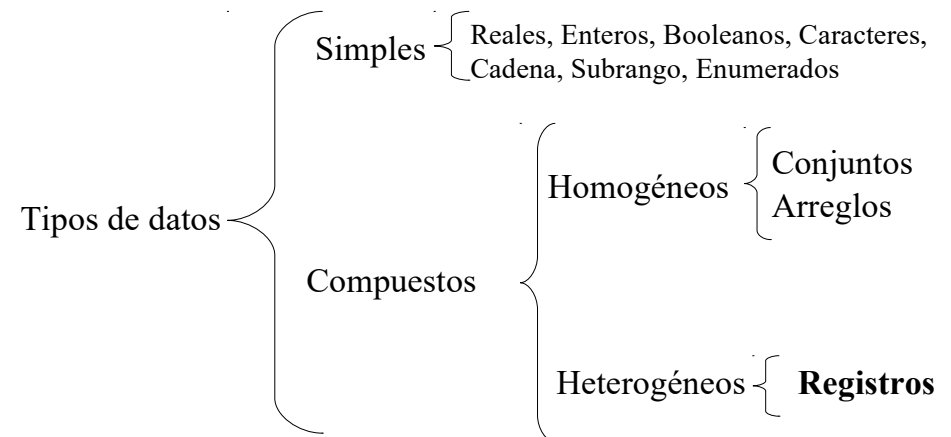 Simples
Reales, Enteros, Booleanos, Caracteres,
Cadena, Subrango, Enumerados
Tipos de datos
Compuestos
Homogéneos
Conjuntos
Arreglos
Heterogéneos
Registros